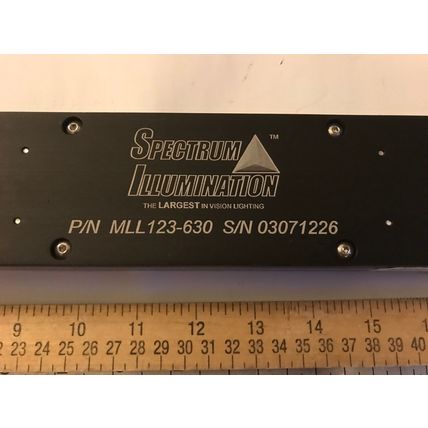 SPECTRUM ™
ILLUMINATION
THE LARGEST IN VISION LIGHTING
P/N MLL123-630 S/N 03071226
9 10 11 12 13 14 15
23 24 25 26 27 28 29 30 31 32 33 34 35 36 37 38 39 40